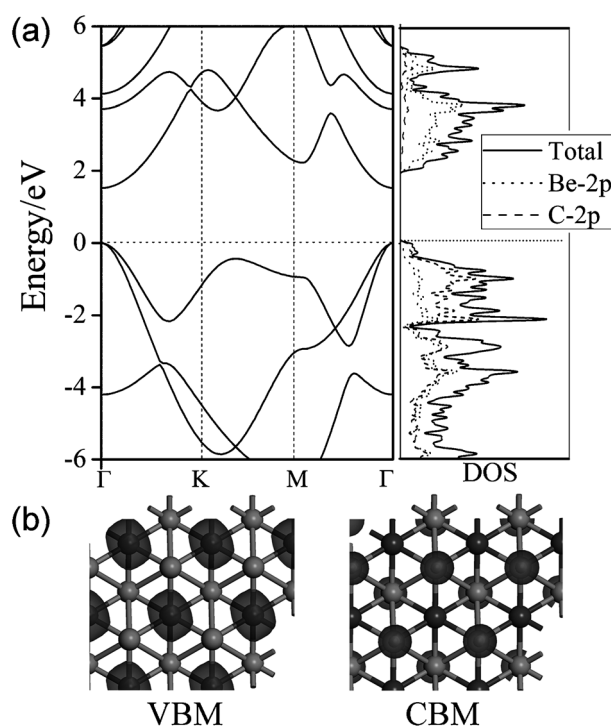 (a)
Energy/eV
6
4
2
0
-2
-4
-6
Γ K M Γ
DOS
Total
Be-2p
C-2p
(b)
VBM
CBM